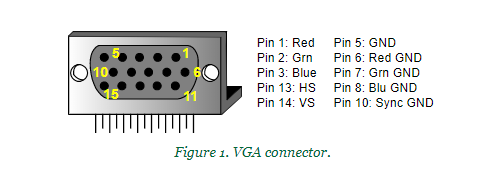 5 1
10 6
15 11
Pin 1: Red Pin 5: GND
Pin 2: Grn Pin 6: Red GND
Pin 3: Blue Pin 7: Grn GND
Pin 13: HS Pin 8: Blu GND
Pin 14: VS Pin 10: Sync GND
Figure 1. VGA connector.